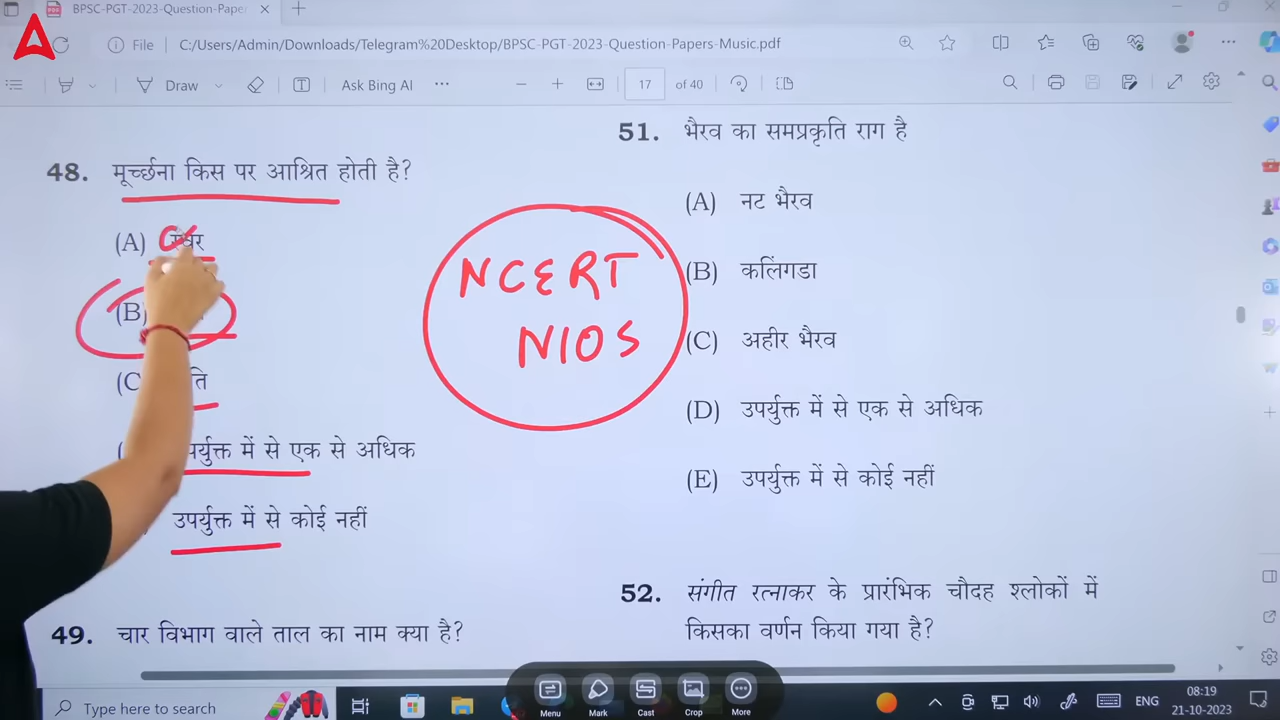 BPSC-PGT-2023-Question-Pape
File C:/Users/Admin/Downloads/Telegram%20Desktop/BPSC-PGT-2023-Question-Papers-Music.pdf
Draw Ask Bing AI 17 of 40
48. मूर्च्छना किस पर आश्रित होती है?
(A) स्वर
(B)
(C
पर्युक्त में से एक से अधिक
उपर्युक्त में से कोई नहीं
49. चार विभाग वाले ताल का नाम क्या है?
NCERT
NIOS
51. भैरव का समप्रकृति राग है
(A) नट भैरव
(B) कलिंगडा
(C) अहीर भैरव
(D) उपर्युक्त में से एक से अधिक
(E) उपर्युक्त में से कोई नहीं
52. संगीत रत्नाकर के प्रारंभिक चौदह श्लोकों में
किसका वर्णन किया गया है?
Menu Mark Cast Crop More
Type here to search
ENG 08:19
21-10-2023